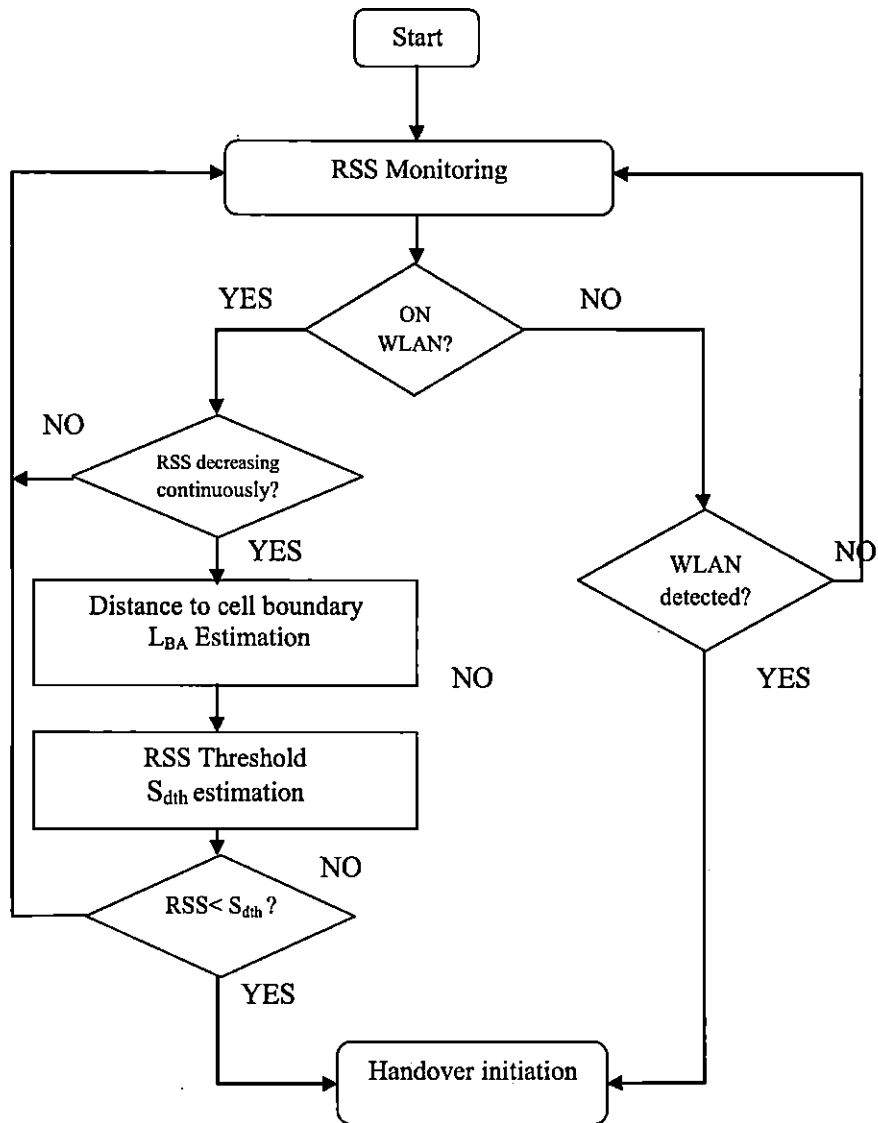 Start
RSS Monitoring
YES
NO
ON
WLAN?
NO
RSS decreasing
continuously?
YES
WLAN
detected?
NO
Distance to cell boundary
L_BA Estimation
NO
YES
RSS Threshold
S_dth estimation
NO
RSS< S_dth ?
YES
Handover initiation